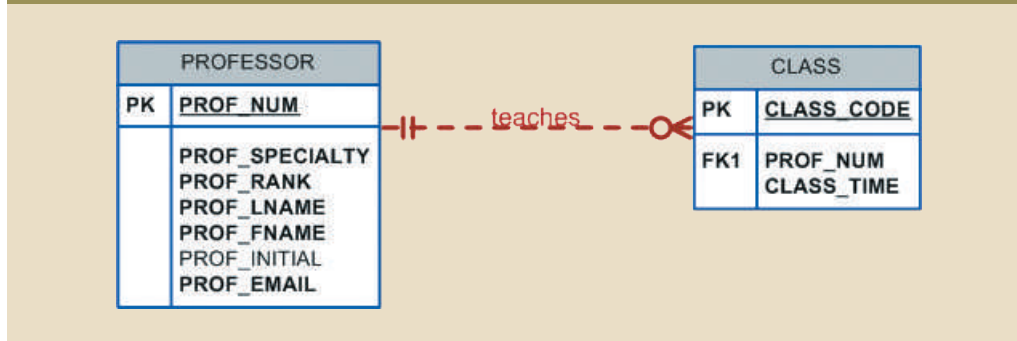 PROFESSOR
PK PROF_NUM
PROF_SPECIALTY
PROF_RANK
PROF_LNAME
PROF_FNAME
PROF_INITIAL
PROF_EMAIL
teaches
CLASS
PK CLASS_CODE
FK1 PROF_NUM
CLASS_TIME